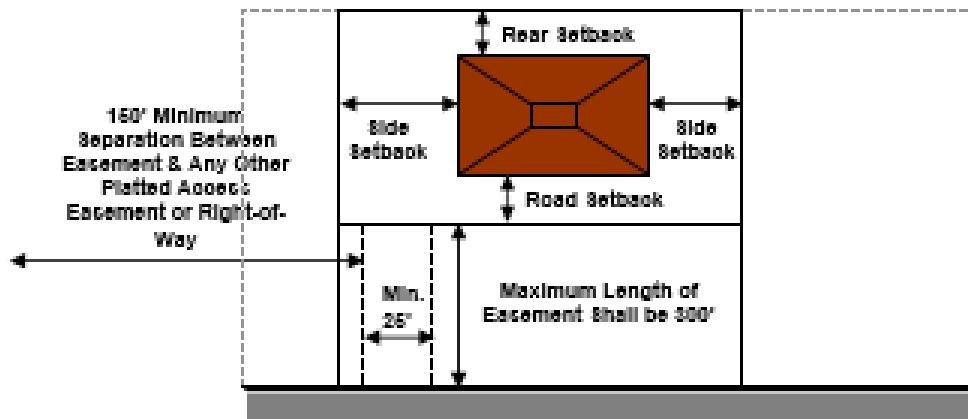 Rear Setback
150' Minimum
Separation Between
Easement & Any Other
Platted Access
Easement or Right-of-
Way
Side
Setback
Side
Setback
Road Setback
Min.
25'
Maximum Length of
Easement Shall be 300'